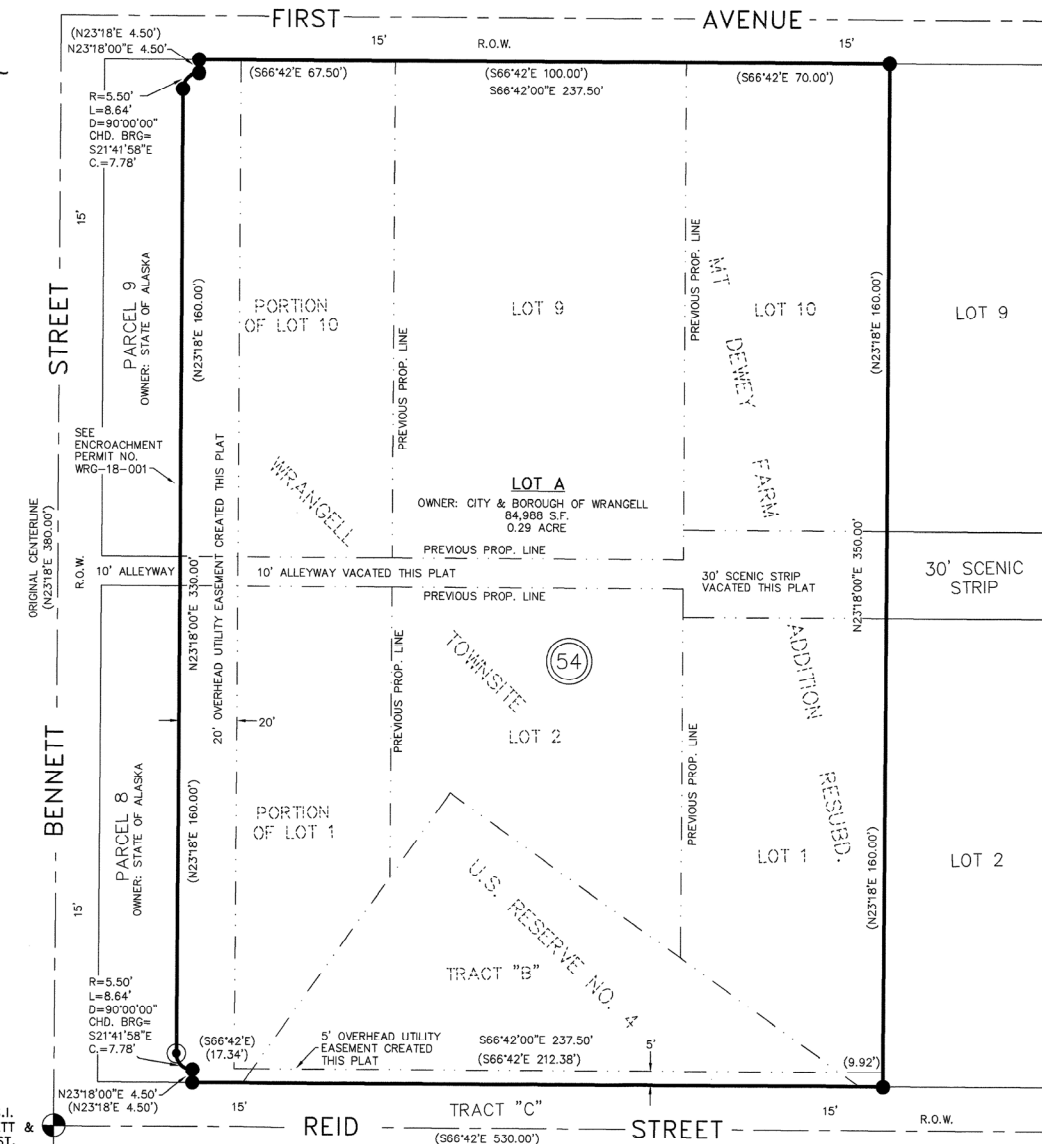 FIRST
AVENUE
(N23°18'E 4.50')
N23°18'00"E 4.50'
15'
R.O.W.
15'
(S66°42'E 67.50')
(S66°42'E 100.00')
(S66°42'E 70.00')
S66°42'00"E 237.50'
R=5.50'
L=8.64'
D=90°00'00"
CHD. BRG=
S21°41'58"E
C.=7.78'
15'
STREET
PARCEL 9
OWNER: STATE OF ALASKA
(N23°18'E 160.00')
PORTION
OF LOT 10
PREVIOUS PROP. LINE
LOT 9
PREVIOUS PROP. LINE
MT
DEWEY
FARM
ADDITION
RESUBD.
LOT 10
(N23°18'E 160.00')
LOT 9
SEE
ENCROACHMENT
PERMIT NO.
WRG-18-001
WRANGELL
TOWNSITE
LOT A
OWNER: CITY & BOROUGH OF WRANGELL
84,988 S.F.
0.29 ACRE
PREVIOUS PROP. LINE
ORIGINAL CENTERLINE
(N23°18'E 380.00')
R.O.W.
10' ALLEYWAY
N23°18'00"E 330.00'
20' OVERHEAD UTILITY EASEMENT CREATED THIS PLAT
10' ALLEYWAY VACATED THIS PLAT
PREVIOUS PROP. LINE
30' SCENIC STRIP
VACATED THIS PLAT
N23°18'00"E 350.00'
30' SCENIC
STRIP
54
20'
PREVIOUS PROP. LINE
LOT 2
PREVIOUS PROP. LINE
BENNETT
PARCEL 8
OWNER: STATE OF ALASKA
(N23°18'E 160.00')
PORTION
OF LOT 1
LOT 1
(N23°18'E 160.00')
LOT 2
15'
U.S. RESERVE NO. 4
TRACT "B"
R=5.50'
L=8.64'
D=90°00'00"
CHD. BRG=
S21°41'58"E
C.=7.78'
(S66°42'E)
(17.34')
5' OVERHEAD UTILITY
EASEMENT CREATED
THIS PLAT
S66°42'00"E 237.50'
(S66°42'E 212.38')
5'
(9.92')
N23°18'00"E 4.50'
(N23°18'E 4.50')
15'
TRACT "C"
15'
R.O.W.
REID
STREET
(S66°42'E 530.00')
.I.
TT &
ST.